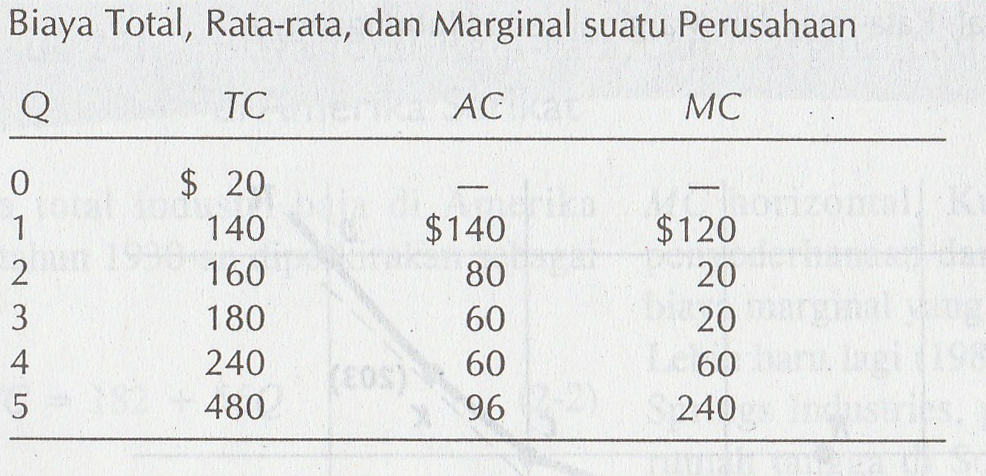 Biaya Total, Rata-rata, dan Marginal suatu Perusahaan
Q TC AC MC
0 $ 20 — —
1 140 $140 $120
2 160 80 20
3 180 60 20
4 240 60 60
5 480 96 240